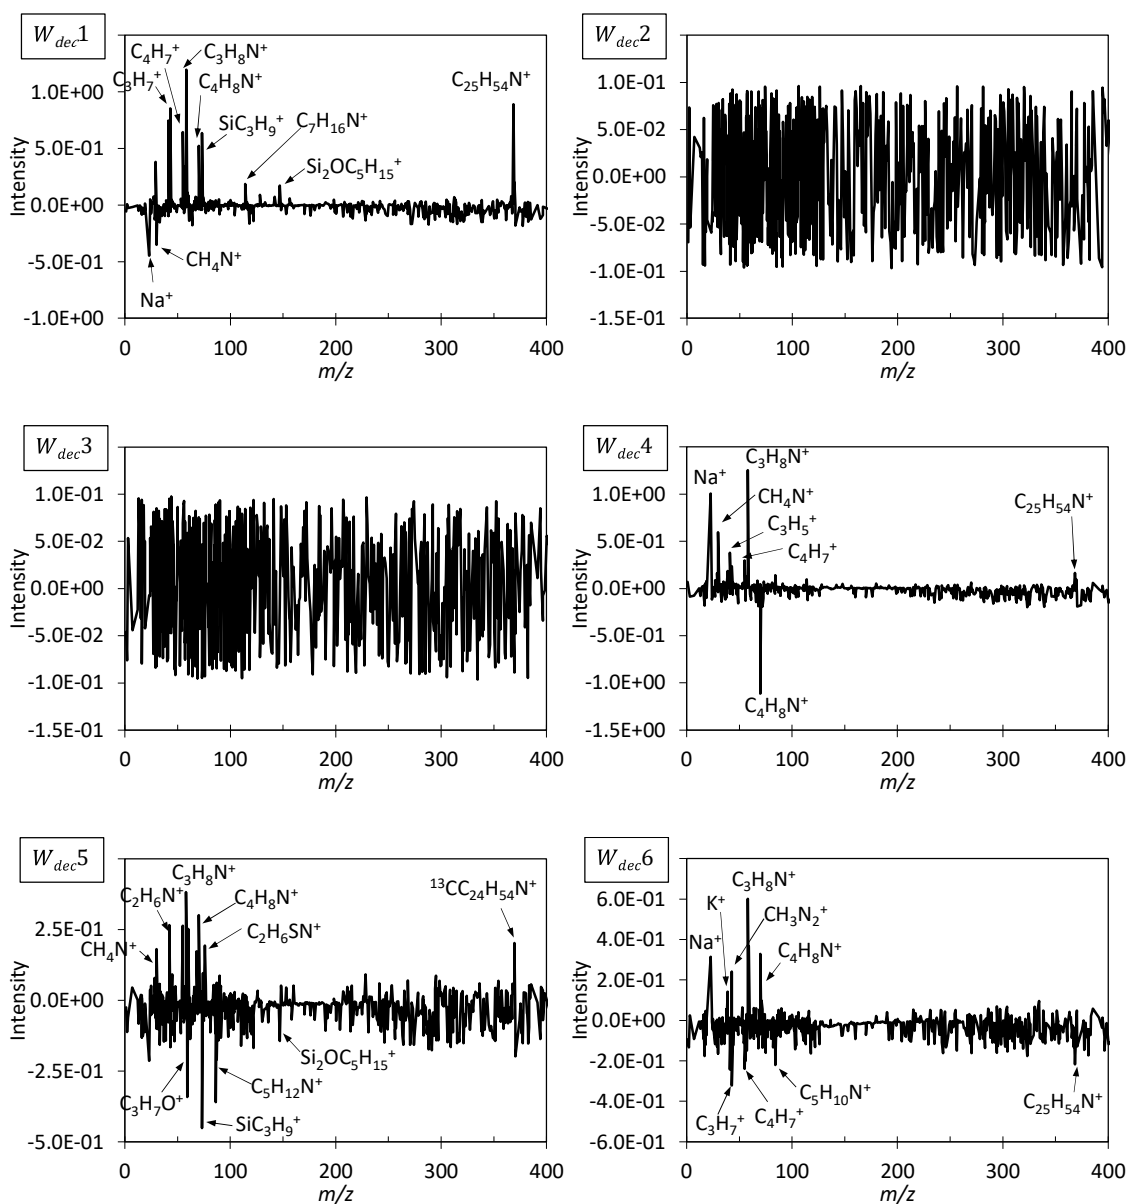 W_dec1
C₄H₇⁺
C₃H₈N⁺
C₃H₇⁺
C₄H₈N⁺
C₂₅H₅₄N⁺
SiC₃H₉⁺
C₇H₁₆N⁺
Si₂OC₅H₁₅⁺
CH₄N⁺
Na⁺
1.0E+00
5.0E-01
0.0E+00
-5.0E-01
-1.0E+00
Intensity
0 100 200 300 400
m/z
W_dec2
1.0E-01
5.0E-02
0.0E+00
-5.0E-02
-1.0E-01
-1.5E-01
Intensity
0 100 200 300 400
m/z
W_dec3
1.0E-01
5.0E-02
0.0E+00
-5.0E-02
-1.0E-01
-1.5E-01
Intensity
0 100 200 300 400
m/z
W_dec4
C₃H₈N⁺
Na⁺
CH₄N⁺
C₃H₅⁺
C₄H₇⁺
C₂₅H₅₄N⁺
C₄H₈N⁺
1.0E+00
5.0E-01
0.0E+00
-5.0E-01
-1.0E+00
-1.5E+00
Intensity
0 100 200 300 400
m/z
W_dec5
C₃H₈N⁺
C₂H₆N⁺
C₄H₈N⁺
¹³CC₂₄H₅₄N⁺
CH₄N⁺
C₂H₆SN⁺
Si₂OC₅H₁₅⁺
C₅H₁₂N⁺
C₃H₇O⁺
SiC₃H₉⁺
2.5E-01
0.0E+00
-2.5E-01
-5.0E-01
Intensity
0 100 200 300 400
m/z
W_dec6
C₃H₈N⁺
K⁺
CH₃N₂⁺
Na⁺
C₄H₈N⁺
C₅H₁₀N⁺
C₄H₇⁺
C₃H₇⁺
C₂₅H₅₄N⁺
6.0E-01
4.0E-01
2.0E-01
0.0E+00
-2.0E-01
-4.0E-01
-6.0E-01
Intensity
0 100 200 300 400
m/z